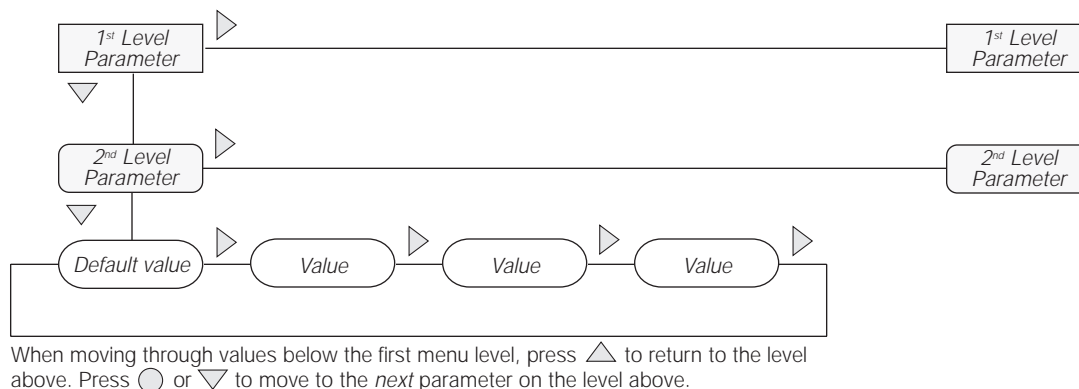 1st Level
Parameter
1st Level
Parameter
2nd Level
Parameter
2nd Level
Parameter
Default value
Value
Value
Value
When moving through values below the first menu level, press to return to the level
above. Press or to move to the next parameter on the level above.